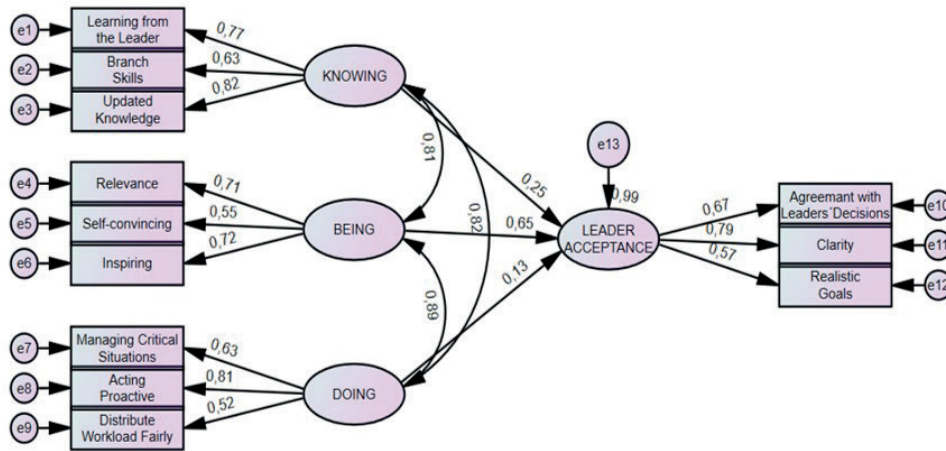 e1
Learning from
the Leader
0,77
e2
Branch
Skills
0,63
e3
Updated
Knowledge
0,82
KNOWING
0,81
0,82
0,25
e13
0,99
e4
Relevance
0,71
e5
Self-convincing
0,55
e6
Inspiring
0,72
BEING
0,65
0,89
0,13
LEADER
ACCEPTANCE
0,67
Agreemant with
Leaders´Decisions
e10
0,79
Clarity
e11
0,57
Realistic
Goals
e12
e7
Managing Critical
Situations
0,63
e8
Acting
Proactive
0,81
e9
Distribute
Workload Fairly
0,52
DOING